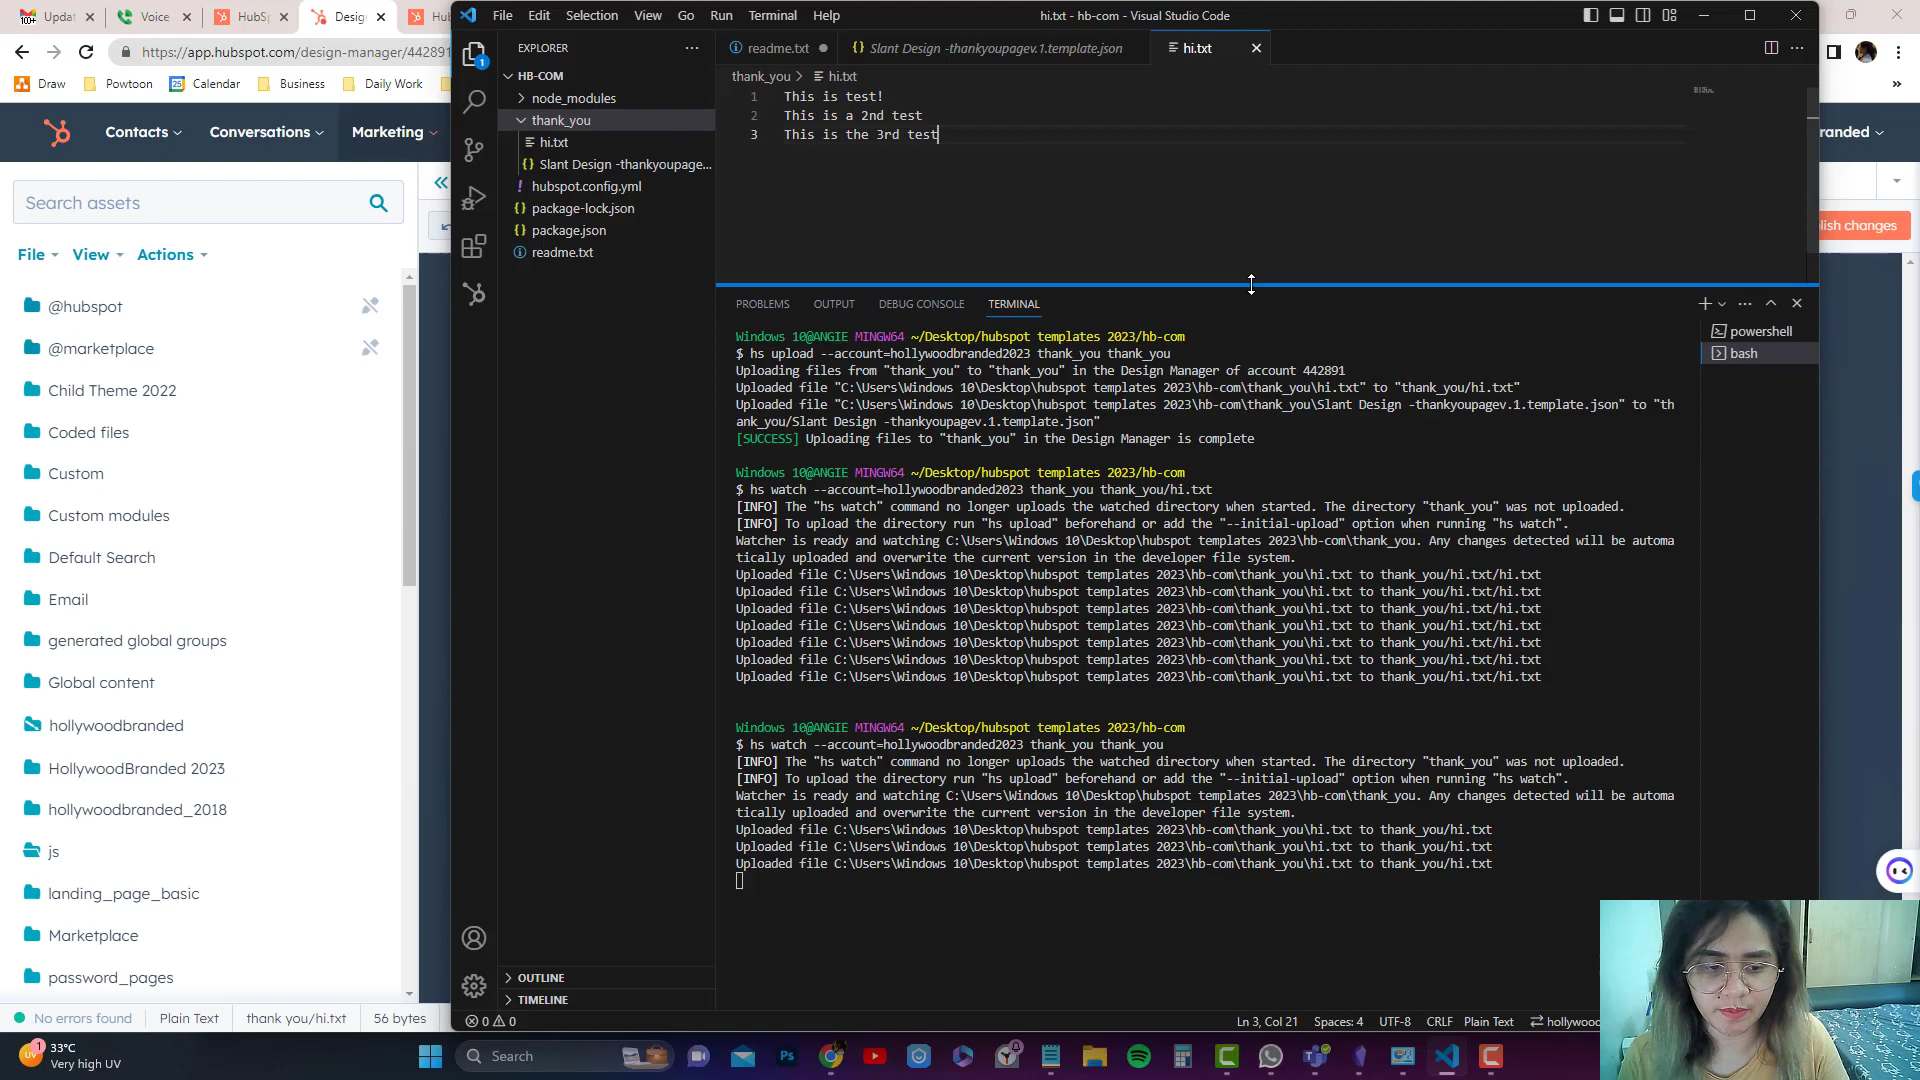 100+
Updat
Voice
HubSp
Design
Hu
https://app.hubspot.com/design-manager/442891
Draw
Powtoon
Calendar
Business
Daily Work
Contacts
Conversations
Marketing
Search assets
File
View
Actions
@hubspot
@marketplace
Child Theme 2022
Coded files
Custom
Custom modules
Default Search
Email
generated global groups
Global content
hollywoodbranded
HollywoodBranded 2023
hollywoodbranded_2018
js
landing_page_basic
Marketplace
password_pages
No errors found
Plain Text
thank you/hi.txt
56 bytes
File Edit Selection View Go Run Terminal Help
hi.txt - hb-com - Visual Studio Code
EXPLORER
HB-COM
node_modules
thank_you
hi.txt
Slant Design -thankyoupage...
hubspot.config.yml
package-lock.json
package.json
readme.txt
OUTLINE
TIMELINE
readme.txt
Slant Design -thankyoupagev.1.template.json
hi.txt
thank_you > hi.txt
1 This is test!
2 This is a 2nd test
3 This is the 3rd test
PROBLEMS OUTPUT DEBUG CONSOLE TERMINAL
powershell
bash
Windows 10@ANGIE MINGW64 ~/Desktop/hubspot templates 2023/hb-com
$ hs upload --account=hollywoodbranded2023 thank_you thank_you
Uploading files from "thank_you" to "thank_you" in the Design Manager of account 442891
Uploaded file "C:\Users\Windows 10\Desktop\hubspot templates 2023\hb-com\thank_you\hi.txt" to "thank_you/hi.txt"
Uploaded file "C:\Users\Windows 10\Desktop\hubspot templates 2023\hb-com\thank_you\Slant Design -thankyoupagev.1.template.json" to "th
ank_you/Slant Design -thankyoupagev.1.template.json"
[SUCCESS] Uploading files to "thank_you" in the Design Manager is complete
Windows 10@ANGIE MINGW64 ~/Desktop/hubspot templates 2023/hb-com
$ hs watch --account=hollywoodbranded2023 thank_you thank_you/hi.txt
[INFO] The "hs watch" command no longer uploads the watched directory when started. The directory "thank_you" was not uploaded.
[INFO] To upload the directory run "hs upload" beforehand or add the "--initial-upload" option when running "hs watch".
Watcher is ready and watching C:\Users\Windows 10\Desktop\hubspot templates 2023\hb-com\thank_you. Any changes detected will be automa
tically uploaded and overwrite the current version in the developer file system.
Uploaded file C:\Users\Windows 10\Desktop\hubspot templates 2023\hb-com\thank_you\hi.txt to thank_you/hi.txt/hi.txt
Uploaded file C:\Users\Windows 10\Desktop\hubspot templates 2023\hb-com\thank_you\hi.txt to thank_you/hi.txt/hi.txt
Uploaded file C:\Users\Windows 10\Desktop\hubspot templates 2023\hb-com\thank_you\hi.txt to thank_you/hi.txt/hi.txt
Uploaded file C:\Users\Windows 10\Desktop\hubspot templates 2023\hb-com\thank_you\hi.txt to thank_you/hi.txt/hi.txt
Uploaded file C:\Users\Windows 10\Desktop\hubspot templates 2023\hb-com\thank_you\hi.txt to thank_you/hi.txt/hi.txt
Uploaded file C:\Users\Windows 10\Desktop\hubspot templates 2023\hb-com\thank_you\hi.txt to thank_you/hi.txt/hi.txt
Uploaded file C:\Users\Windows 10\Desktop\hubspot templates 2023\hb-com\thank_you\hi.txt to thank_you/hi.txt/hi.txt
Windows 10@ANGIE MINGW64 ~/Desktop/hubspot templates 2023/hb-com
$ hs watch --account=hollywoodbranded2023 thank_you thank_you
[INFO] The "hs watch" command no longer uploads the watched directory when started. The directory "thank_you" was not uploaded.
[INFO] To upload the directory run "hs upload" beforehand or add the "--initial-upload" option when running "hs watch".
Watcher is ready and watching C:\Users\Windows 10\Desktop\hubspot templates 2023\hb-com\thank_you. Any changes detected will be automa
tically uploaded and overwrite the current version in the developer file system.
Uploaded file C:\Users\Windows 10\Desktop\hubspot templates 2023\hb-com\thank_you\hi.txt to thank_you/hi.txt
Uploaded file C:\Users\Windows 10\Desktop\hubspot templates 2023\hb-com\thank_you\hi.txt to thank_you/hi.txt
Uploaded file C:\Users\Windows 10\Desktop\hubspot templates 2023\hb-com\thank_you\hi.txt to thank_you/hi.txt
0 0
Ln 3, Col 21
Spaces: 4
UTF-8
CRLF
Plain Text
hollywoo
randed
lish changes
33°C
Very high UV
Search